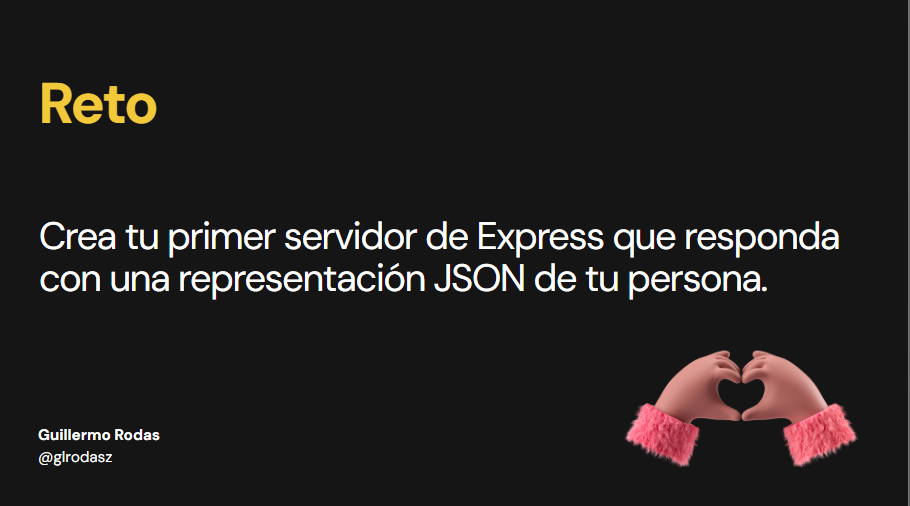 Reto
Crea tu primer servidor de Express que responda
con una representación JSON de tu persona.
Guillermo Rodas
@glrodasz